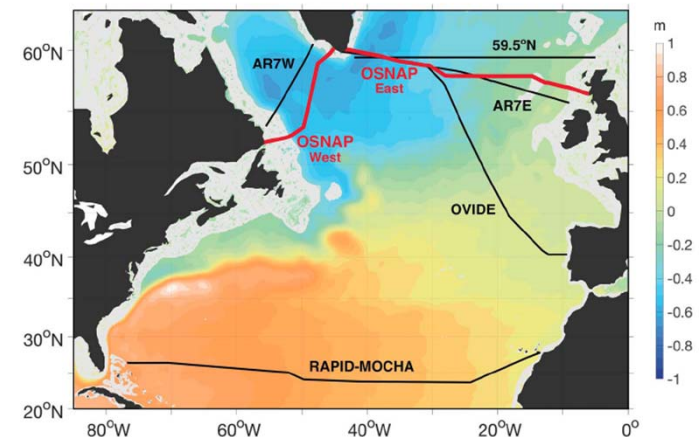 m
60°N
50°N
40°N
30°N
20°N
80°W
60°W
40°W
20°W
0°
AR7W
59.5°N
OSNAP
East
AR7E
OSNAP
West
OVIDE
RAPID-MOCHA
1
0.8
0.6
0.4
0.2
0
-0.2
-0.4
-0.6
-0.8
-1